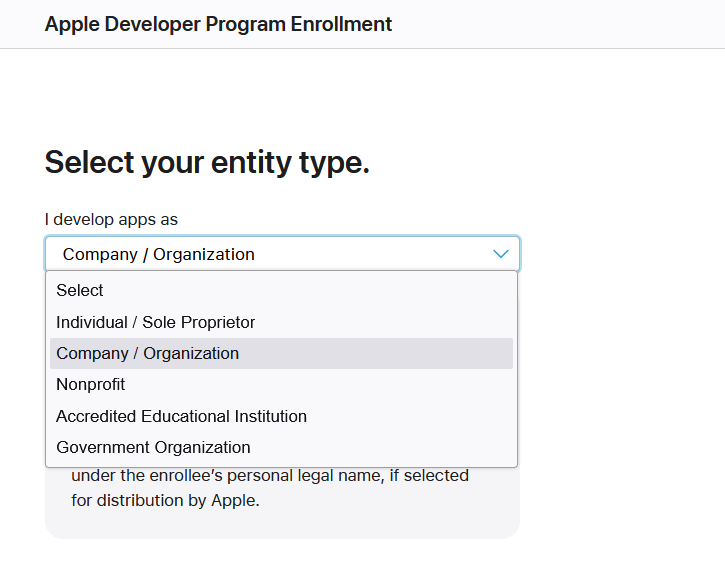 Apple Developer Program Enrollment
Select your entity type.
I develop apps as
Company / Organization
Select
Individual / Sole Proprietor
Company / Organization
Nonprofit
Accredited Educational Institution
Government Organization
under the enrollee’s personal legal name, if selected
for distribution by Apple.